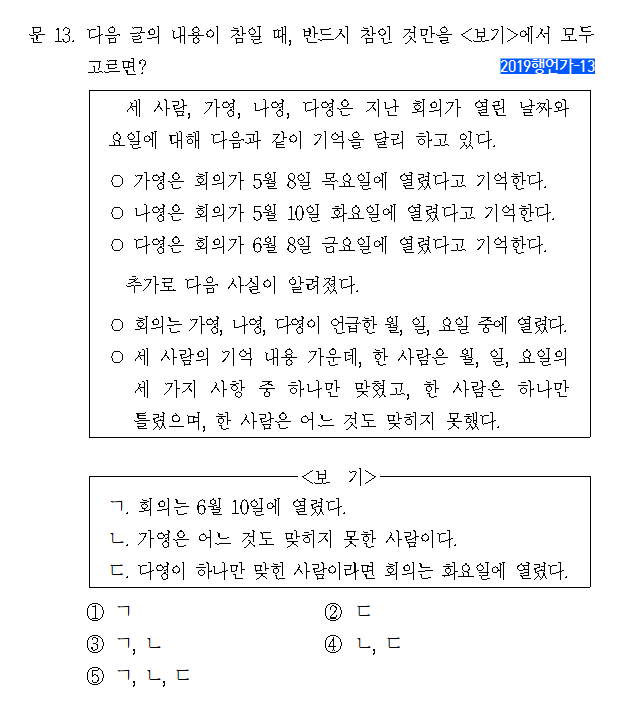 문 13. 다음 글의 내용이 참일 때, 반드시 참인 것만을 <보기>에서 모두
고르면?
2019행언가-13
세 사람, 가영, 나영, 다영은 지난 회의가 열린 날짜와
요일에 대해 다음과 같이 기억을 달리 하고 있다.
○ 가영은 회의가 5월 8일 목요일에 열렸다고 기억한다.
○ 나영은 회의가 5월 10일 화요일에 열렸다고 기억한다.
○ 다영은 회의가 6월 8일 금요일에 열렸다고 기억한다.
추가로 다음 사실이 알려졌다.
○ 회의는 가영, 나영, 다영이 언급한 월, 일, 요일 중에 열렸다.
○ 세 사람의 기억 내용 가운데, 한 사람은 월, 일, 요일의
세 가지 사항 중 하나만 맞혔고, 한 사람은 하나만
틀렸으며, 한 사람은 어느 것도 맞히지 못했다.
<보 기>
ㄱ. 회의는 6월 10일에 열렸다.
ㄴ. 가영은 어느 것도 맞히지 못한 사람이다.
ㄷ. 다영이 하나만 맞힌 사람이라면 회의는 화요일에 열렸다.
① ㄱ
② ㄷ
③ ㄱ, ㄴ
④ ㄴ, ㄷ
⑤ ㄱ, ㄴ, ㄷ